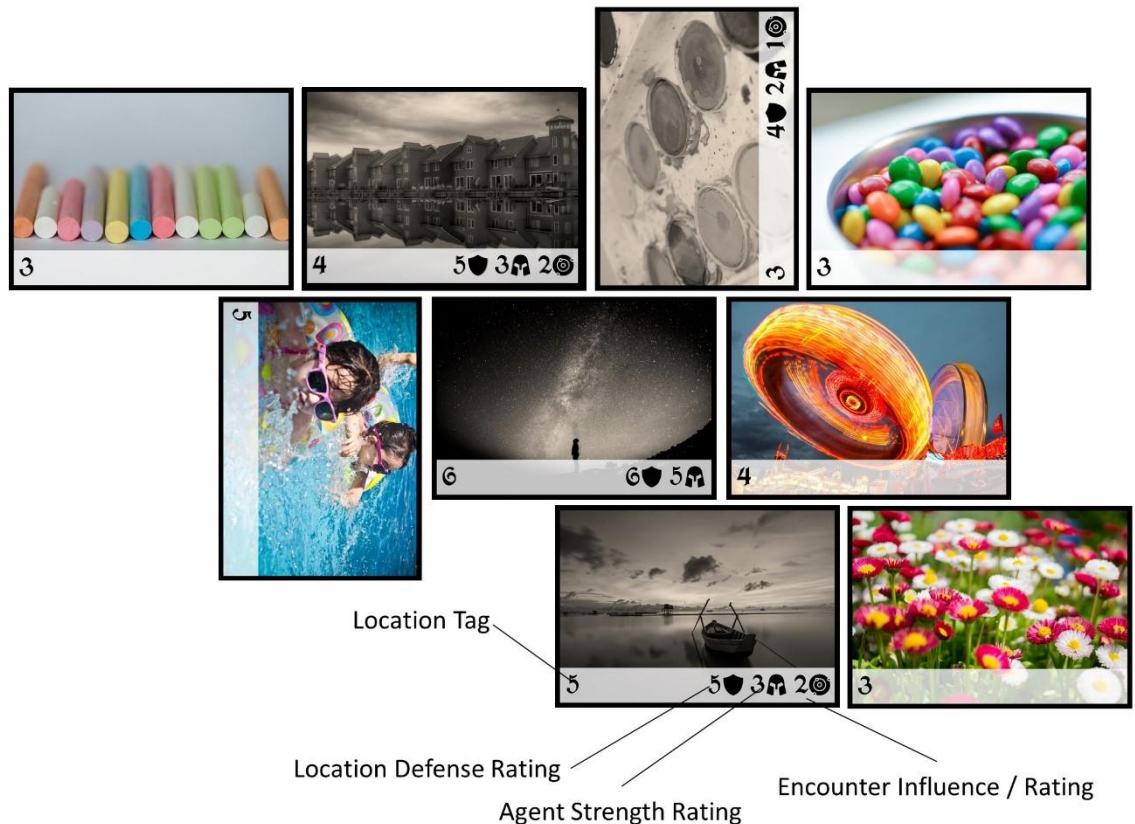 4 2 1
3
3
4
5 3 2
3
5
6
6 5
4
Location Tag
5
5 3 2
3
Location Defense Rating
Agent Strength Rating
Encounter Influence / Rating